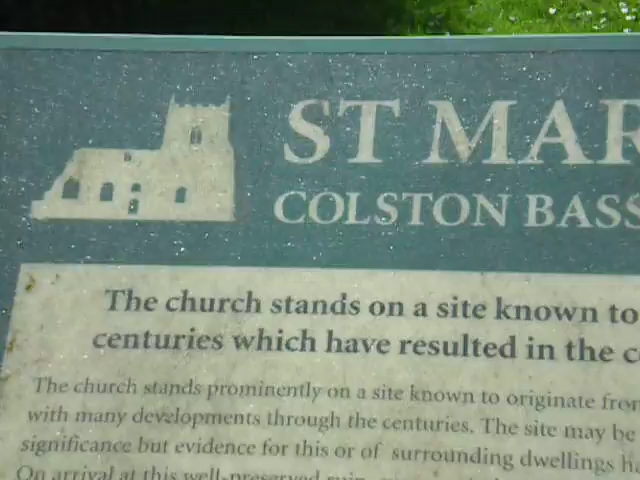 ST MAR
COLSTON BASS
The church stands on a site known to
centuries which have resulted in the c
The church stands prominently on a site known to originate from
with many developments through the centuries. The site may be
significance but evidence for this or of surrounding dwellings ha
On arrival at this well-preserved ruin